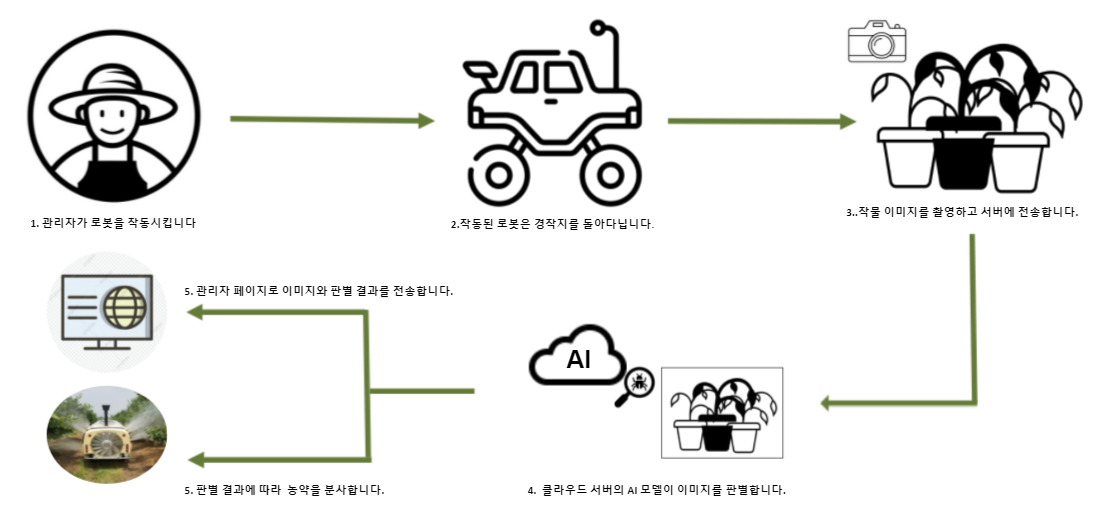 1. 관리자가 로봇을 작동시킵니다
2.작동된 로봇은 경작지를 돌아다닙니다.
3..작물 이미지를 촬영하고 서버에 전송합니다.
5. 관리자 페이지로 이미지와 판별 결과를 전송합니다.
AI
5. 판별 결과에 따라 농약을 분사합니다.
4. 클라우드 서버의 AI 모델이 이미지를 판별합니다.